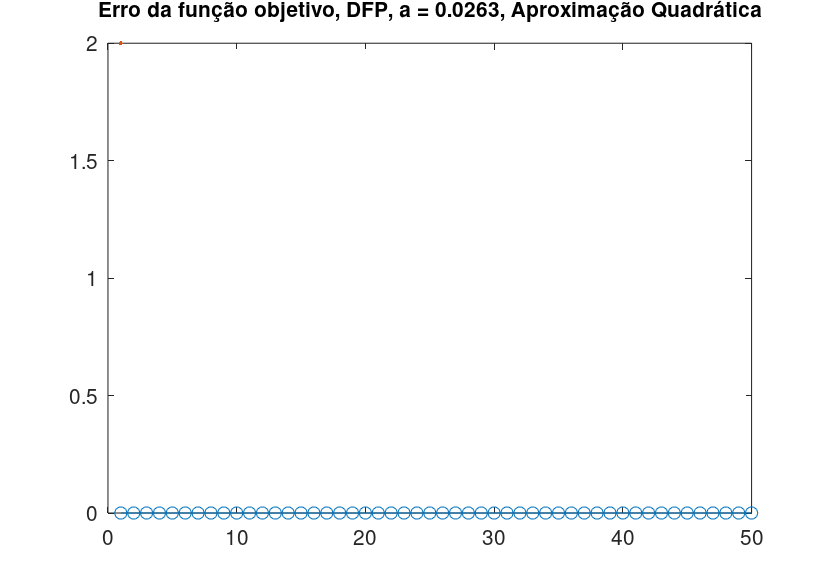 Erro da função objetivo, DFP, a = 0.0263, Aproximação Quadrática
2
1.5
1
0.5
0
0 10 20 30 40 50